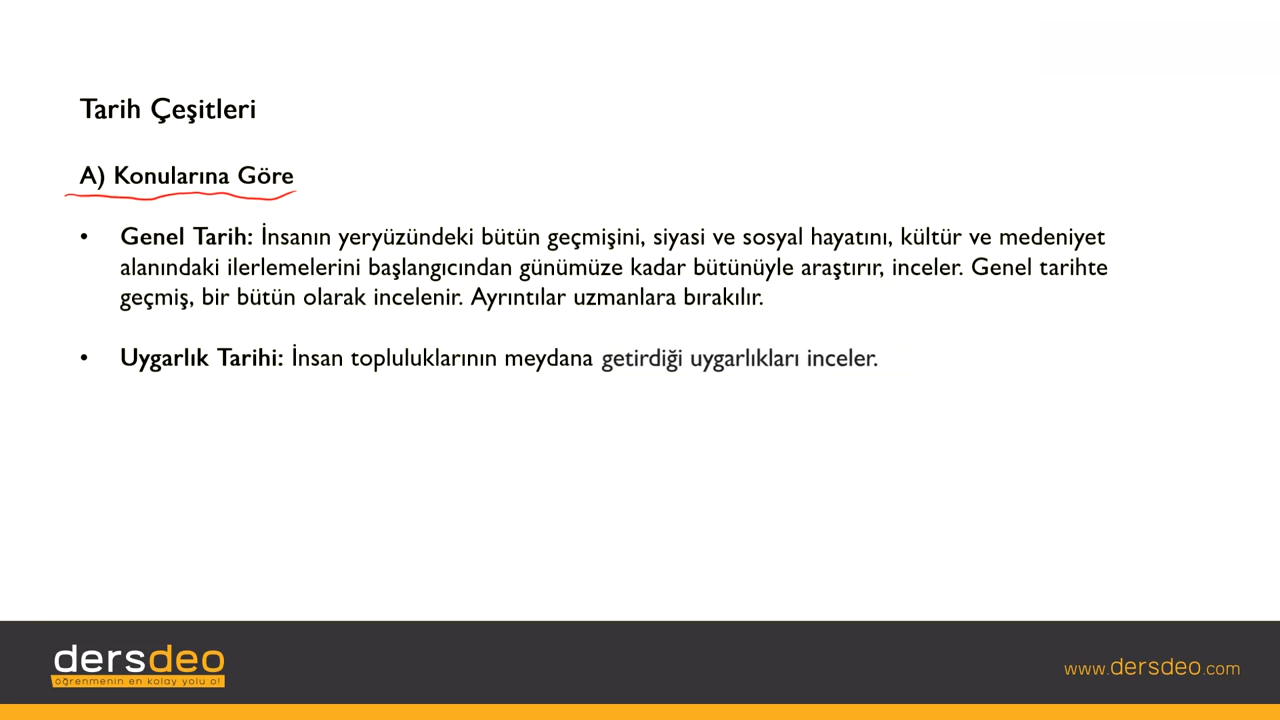 Tarih Çeşitleri
A) Konularına Göre
• Genel Tarih: İnsanın yeryüzündeki bütün geçmişini, siyasi ve sosyal hayatını, kültür ve medeniyet
alanındaki ilerlemelerini başlangıcından günümüze kadar bütünüyle araştırır, inceler. Genel tarihte
geçmiş, bir bütün olarak incelenir. Ayrıntılar uzmanlara bırakılır.
• Uygarlık Tarihi: İnsan topluluklarının meydana getirdiği uygarlıkları inceler.
dersdeo
öğrenmenin en kolay yolu o!
www.dersdeo.com